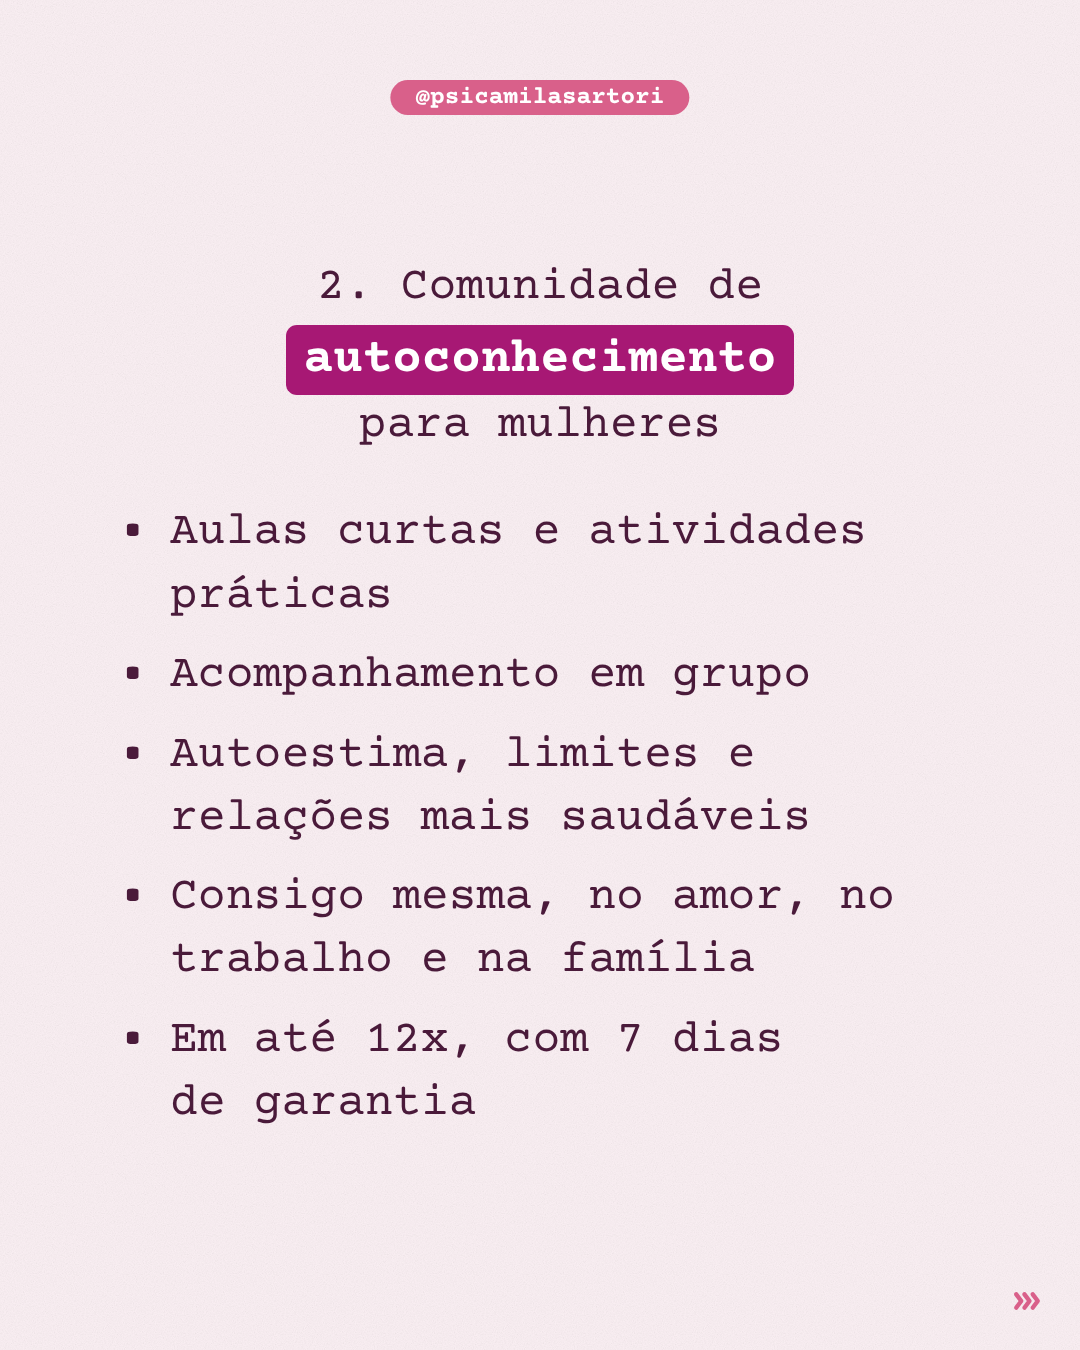 @psicamilasartori
2. Comunidade de
autoconhecimento
para mulheres
▪ Aulas curtas e atividades
práticas
▪ Acompanhamento em grupo
▪ Autoestima, limites e
relações mais saudáveis
▪ Consigo mesma, no amor, no
trabalho e na família
▪ Em até 12x, com 7 dias
de garantia